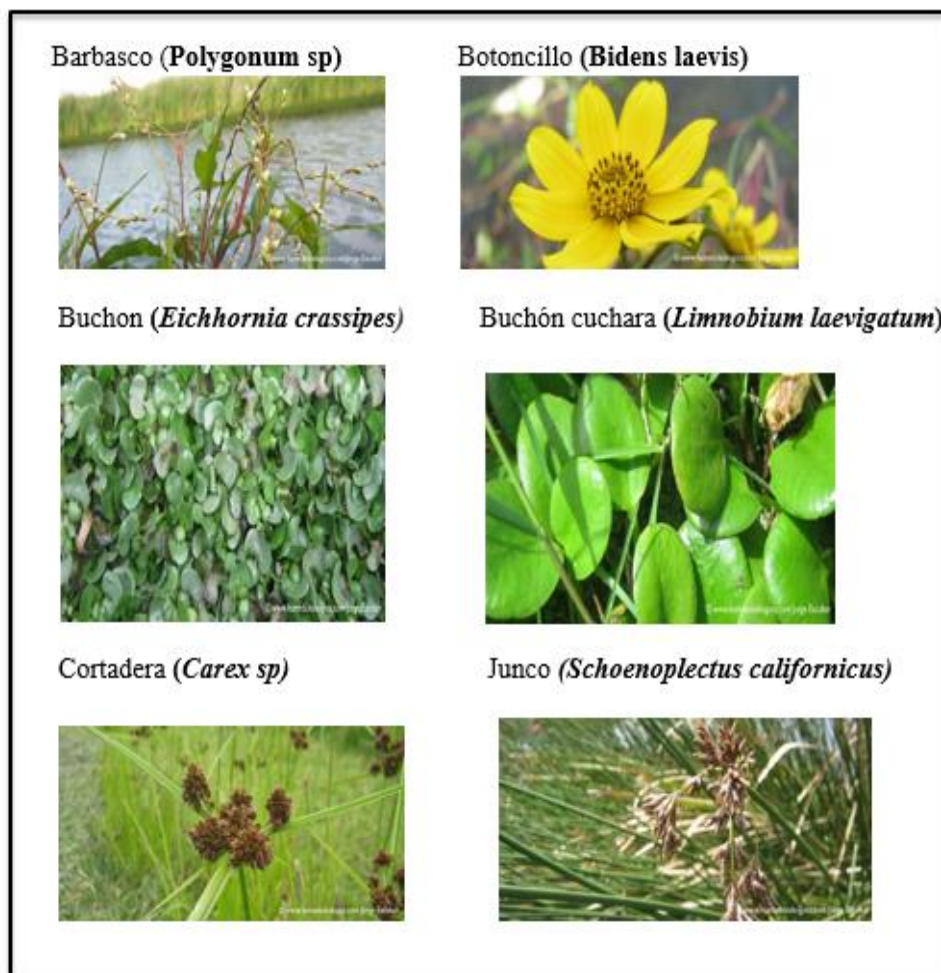 Barbasco (Polygonum sp)
Botoncillo (Bidens laevis)
Buchon (Eichhornia crassipes)
Buchón cuchara (Limnobium laevigatum)
Cortadera (Carex sp)
Junco (Schoenoplectus californicus)